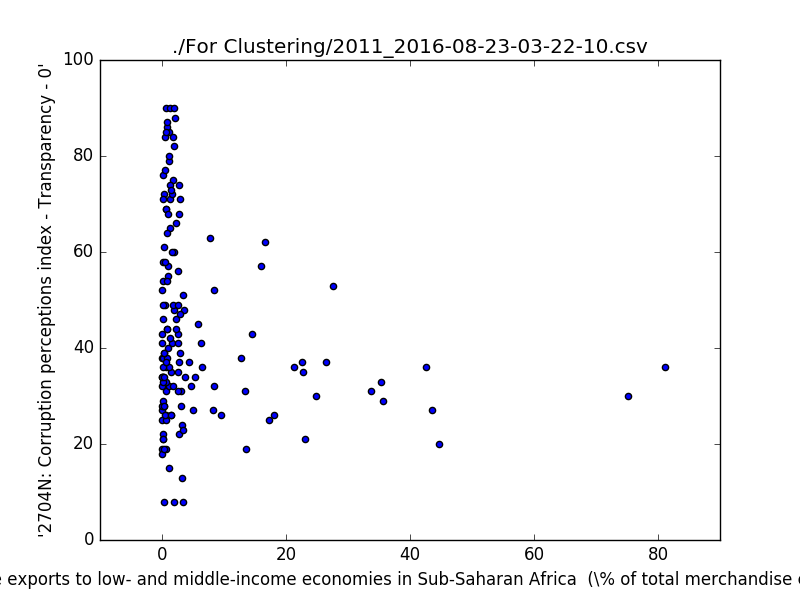 ./For Clustering/2011_2016-08-23-03-22-10.csv
100
80
60
40
20
0
'2704N: Corruption perceptions index - Transparency - 0'
0 20 40 60 80
exports to low- and middle-income economies in Sub-Saharan Africa (\% of total merchandise